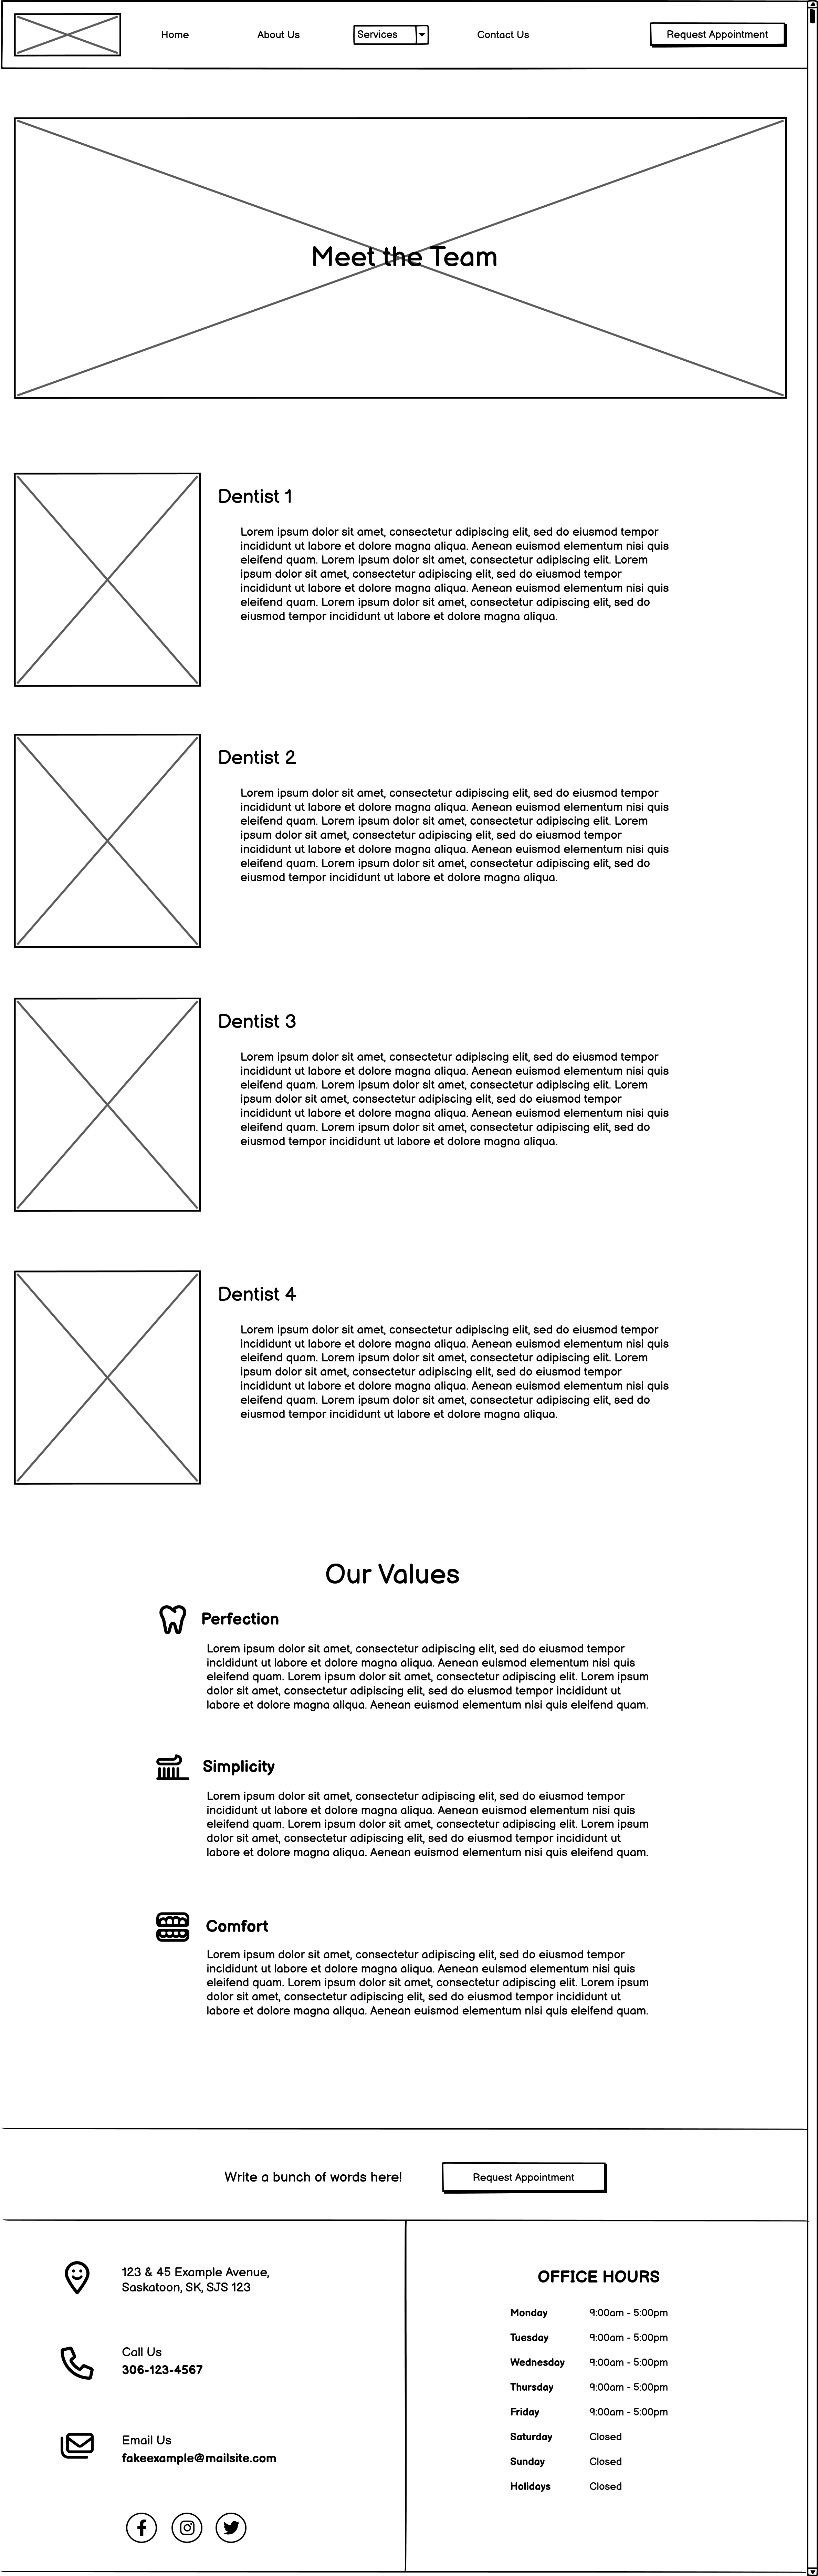 Home
About Us
Services
Contact Us
Request Appointment
Meet the Team
Dentist 1
Lorem ipsum dolor sit amet, consectetur adipiscing elit, sed do eiusmod tempor
incididunt ut labore et dolore magna aliqua. Aenean euismod elementum nisi quis
eleifend quam. Lorem ipsum dolor sit amet, consectetur adipiscing elit. Lorem
ipsum dolor sit amet, consectetur adipiscing elit, sed do eiusmod tempor
incididunt ut labore et dolore magna aliqua. Aenean euismod elementum nisi quis
eleifend quam. Lorem ipsum dolor sit amet, consectetur adipiscing elit, sed do
eiusmod tempor incididunt ut labore et dolore magna aliqua.
Dentist 2
Lorem ipsum dolor sit amet, consectetur adipiscing elit, sed do eiusmod tempor
incididunt ut labore et dolore magna aliqua. Aenean euismod elementum nisi quis
eleifend quam. Lorem ipsum dolor sit amet, consectetur adipiscing elit. Lorem
ipsum dolor sit amet, consectetur adipiscing elit, sed do eiusmod tempor
incididunt ut labore et dolore magna aliqua. Aenean euismod elementum nisi quis
eleifend quam. Lorem ipsum dolor sit amet, consectetur adipiscing elit, sed do
eiusmod tempor incididunt ut labore et dolore magna aliqua.
Dentist 3
Lorem ipsum dolor sit amet, consectetur adipiscing elit, sed do eiusmod tempor
incididunt ut labore et dolore magna aliqua. Aenean euismod elementum nisi quis
eleifend quam. Lorem ipsum dolor sit amet, consectetur adipiscing elit. Lorem
ipsum dolor sit amet, consectetur adipiscing elit, sed do eiusmod tempor
incididunt ut labore et dolore magna aliqua. Aenean euismod elementum nisi quis
eleifend quam. Lorem ipsum dolor sit amet, consectetur adipiscing elit, sed do
eiusmod tempor incididunt ut labore et dolore magna aliqua.
Dentist 4
Lorem ipsum dolor sit amet, consectetur adipiscing elit, sed do eiusmod tempor
incididunt ut labore et dolore magna aliqua. Aenean euismod elementum nisi quis
eleifend quam. Lorem ipsum dolor sit amet, consectetur adipiscing elit. Lorem
ipsum dolor sit amet, consectetur adipiscing elit, sed do eiusmod tempor
incididunt ut labore et dolore magna aliqua. Aenean euismod elementum nisi quis
eleifend quam. Lorem ipsum dolor sit amet, consectetur adipiscing elit, sed do
eiusmod tempor incididunt ut labore et dolore magna aliqua.
Our Values
Perfection
Lorem ipsum dolor sit amet, consectetur adipiscing elit, sed do eiusmod tempor
incididunt ut labore et dolore magna aliqua. Aenean euismod elementum nisi quis
eleifend quam. Lorem ipsum dolor sit amet, consectetur adipiscing elit. Lorem ipsum
dolor sit amet, consectetur adipiscing elit, sed do eiusmod tempor incididunt ut
labore et dolore magna aliqua. Aenean euismod elementum nisi quis eleifend quam.
Simplicity
Lorem ipsum dolor sit amet, consectetur adipiscing elit, sed do eiusmod tempor
incididunt ut labore et dolore magna aliqua. Aenean euismod elementum nisi quis
eleifend quam. Lorem ipsum dolor sit amet, consectetur adipiscing elit. Lorem ipsum
dolor sit amet, consectetur adipiscing elit, sed do eiusmod tempor incididunt ut
labore et dolore magna aliqua. Aenean euismod elementum nisi quis eleifend quam.
Comfort
Lorem ipsum dolor sit amet, consectetur adipiscing elit, sed do eiusmod tempor
incididunt ut labore et dolore magna aliqua. Aenean euismod elementum nisi quis
eleifend quam. Lorem ipsum dolor sit amet, consectetur adipiscing elit. Lorem ipsum
dolor sit amet, consectetur adipiscing elit, sed do eiusmod tempor incididunt ut
labore et dolore magna aliqua. Aenean euismod elementum nisi quis eleifend quam.
Write a bunch of words here!
Request Appointment
123 & 45 Example Avenue,
Saskatoon, SK, SJS 123
Call Us
306-123-4567
Email Us
fakeexample@mailsite.com
OFFICE HOURS
Monday 9:00am - 5:00pm
Tuesday 9:00am - 5:00pm
Wednesday 9:00am - 5:00pm
Thursday 9:00am - 5:00pm
Friday 9:00am - 5:00pm
Saturday Closed
Sunday Closed
Holidays Closed